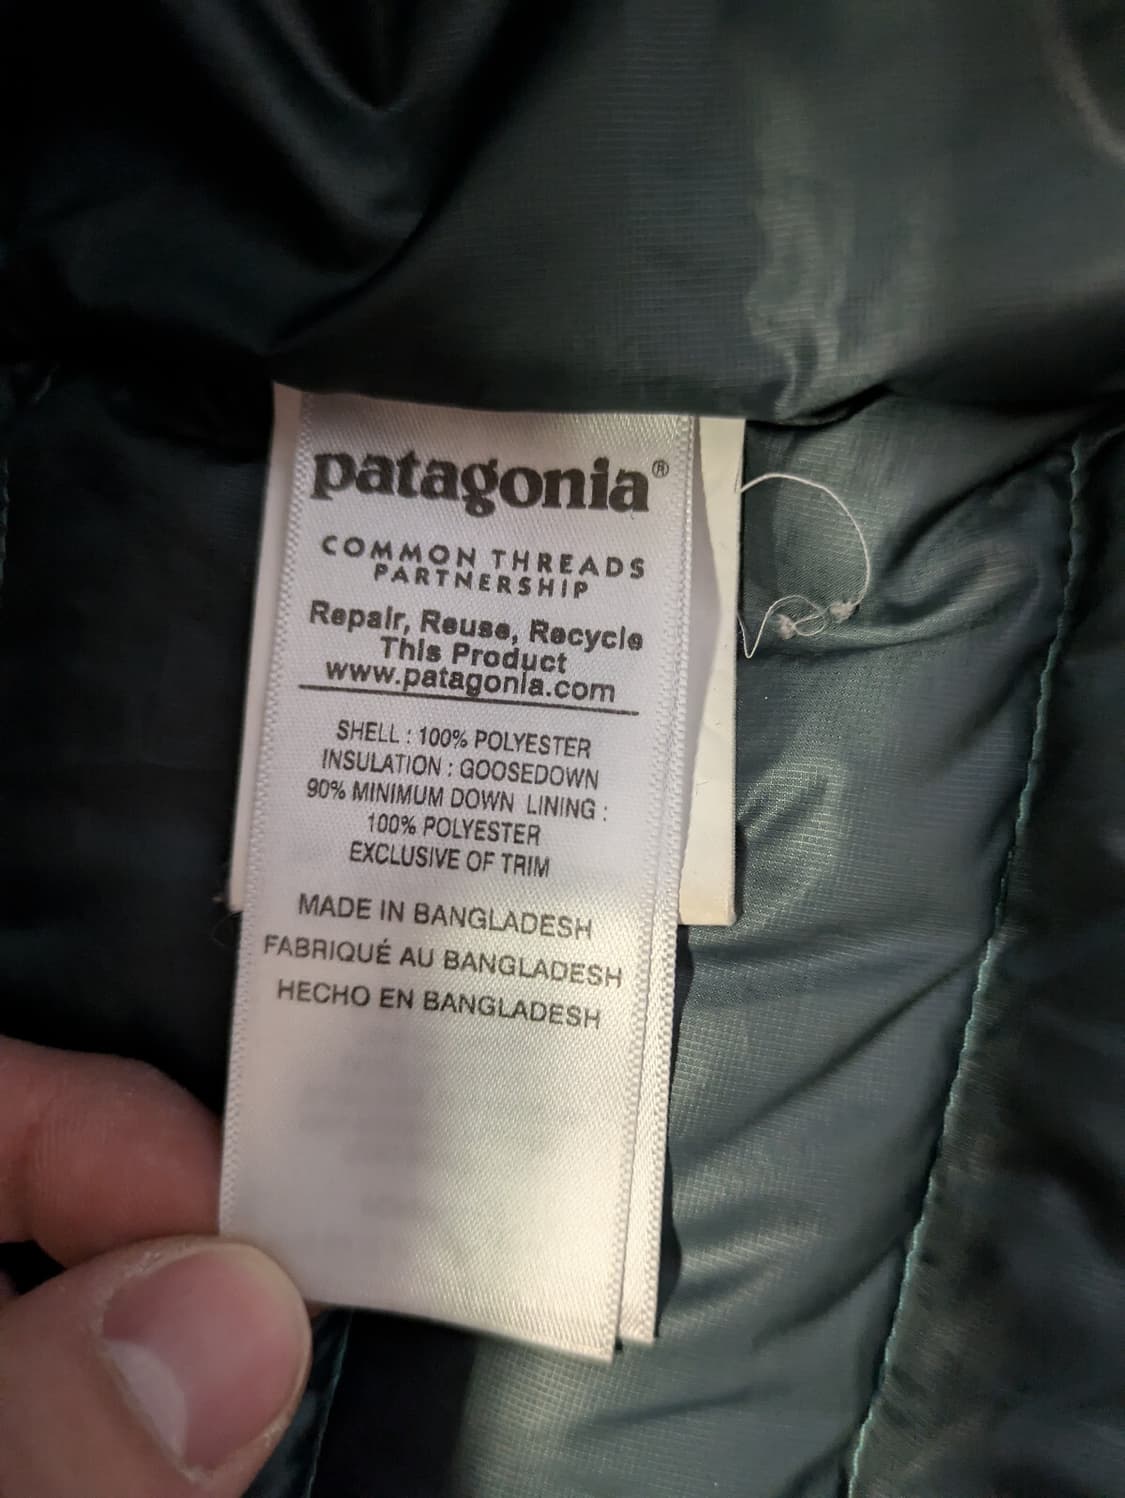 patagonia®
COMMON THREADS
PARTNERSHIP
Repair, Reuse, Recycle
This Product
www.patagonia.com
SHELL : 100% POLYESTER
INSULATION : GOOSEDOWN
90% MINIMUM DOWN LINING :
100% POLYESTER
EXCLUSIVE OF TRIM
MADE IN BANGLADESH
FABRIQUÉ AU BANGLADESH
HECHO EN BANGLADESH